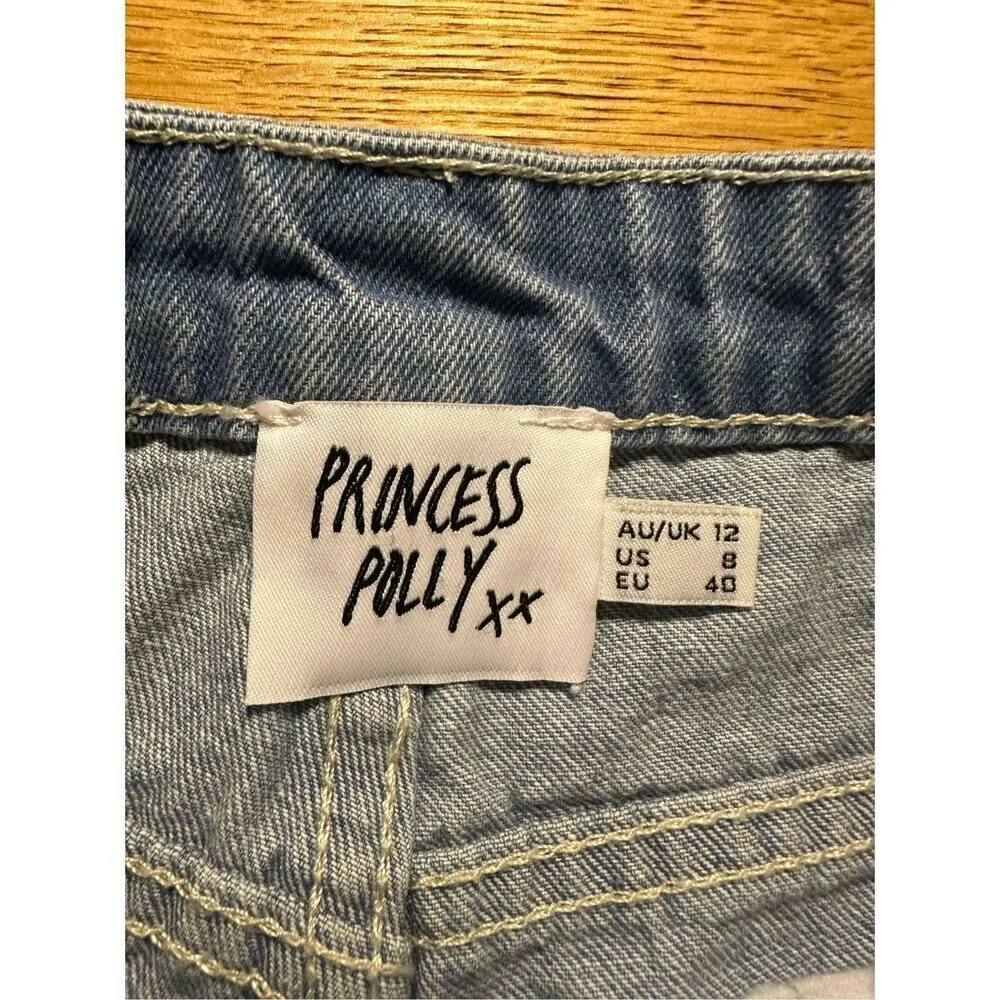 PRINCESS
POLLY xx
AU/UK 12
US 8
EU 40